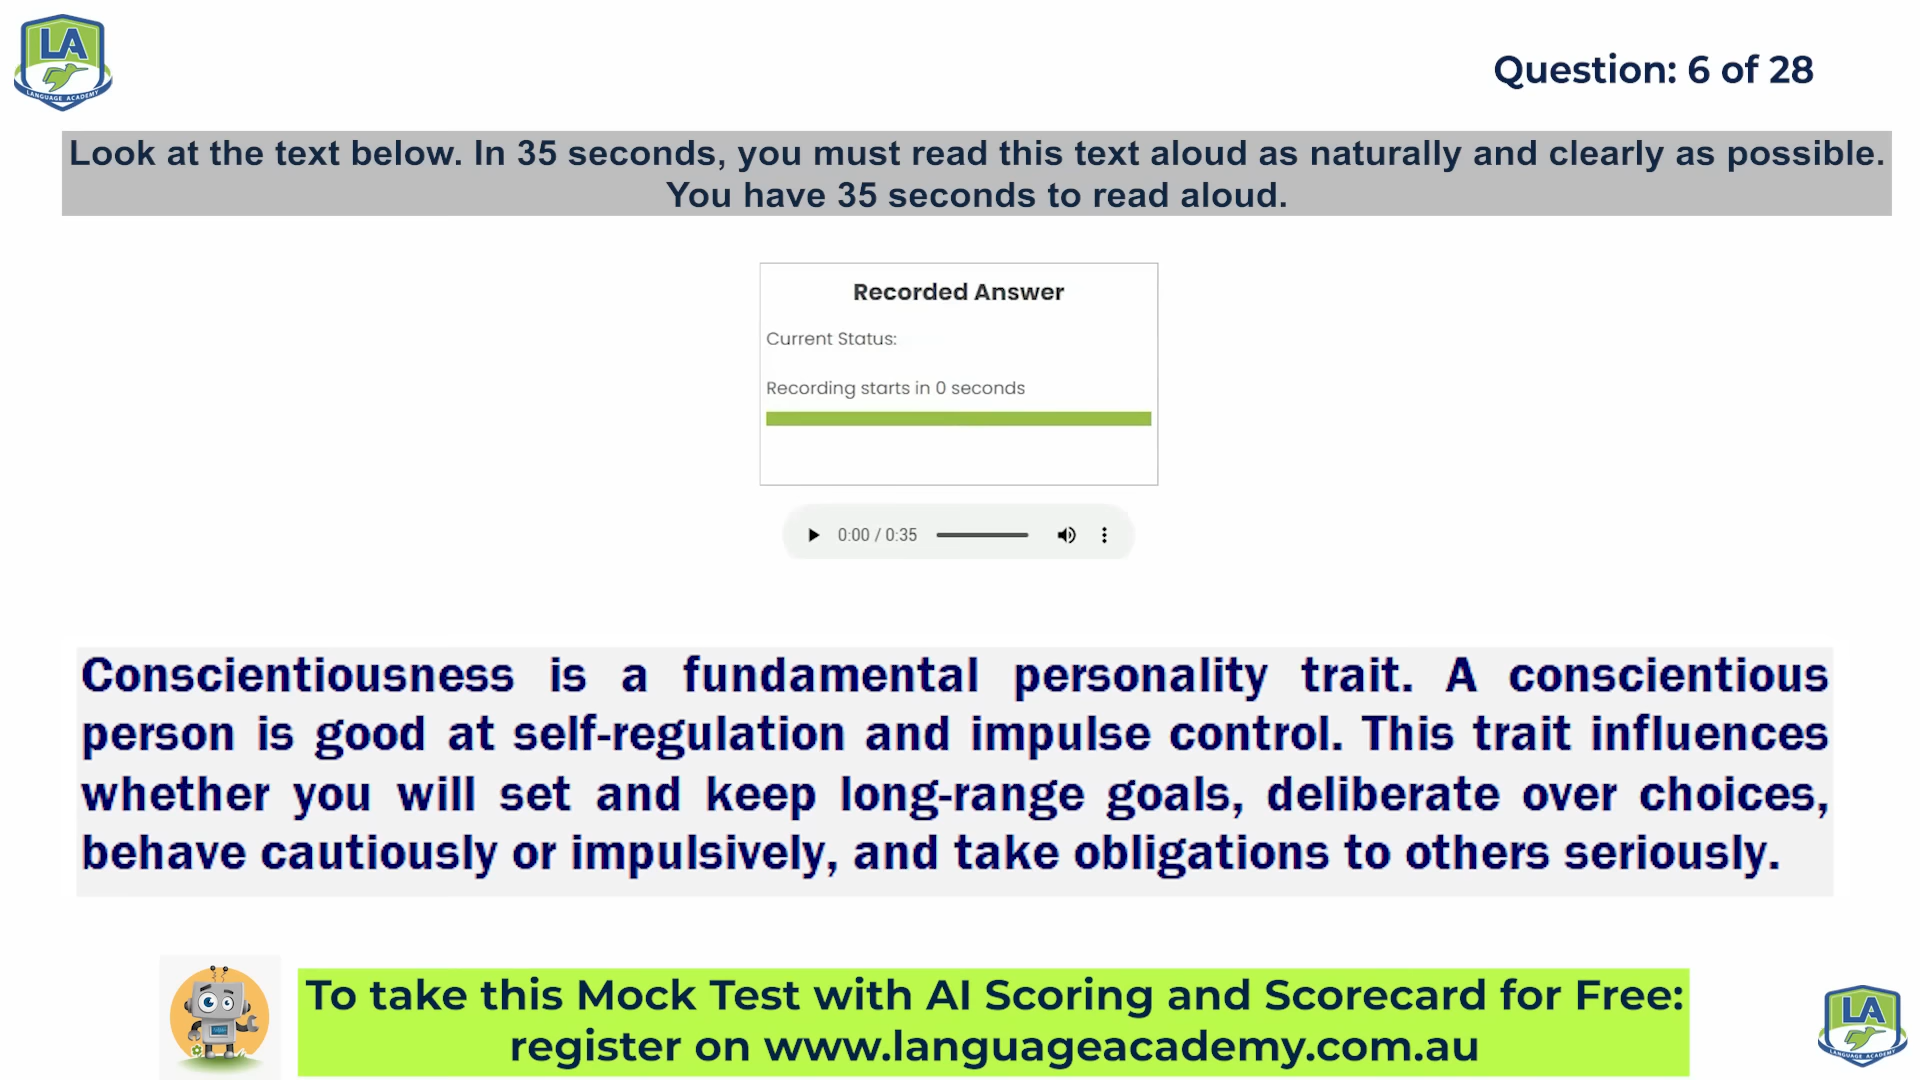 LA
LANGUAGE ACADEMY
Question: 6 of 28
Look at the text below. In 35 seconds, you must read this text aloud as naturally and clearly as possible.
You have 35 seconds to read aloud.
Recorded Answer
Current Status:
Recording starts in 0 seconds
0:00 / 0:35
Conscientiousness is a fundamental personality trait. A conscientious
person is good at self-regulation and impulse control. This trait influences
whether you will set and keep long-range goals, deliberate over choices,
behave cautiously or impulsively, and take obligations to others seriously.
To take this Mock Test with AI Scoring and Scorecard for Free:
register on www.languageacademy.com.au
LA
LANGUAGE ACADEMY